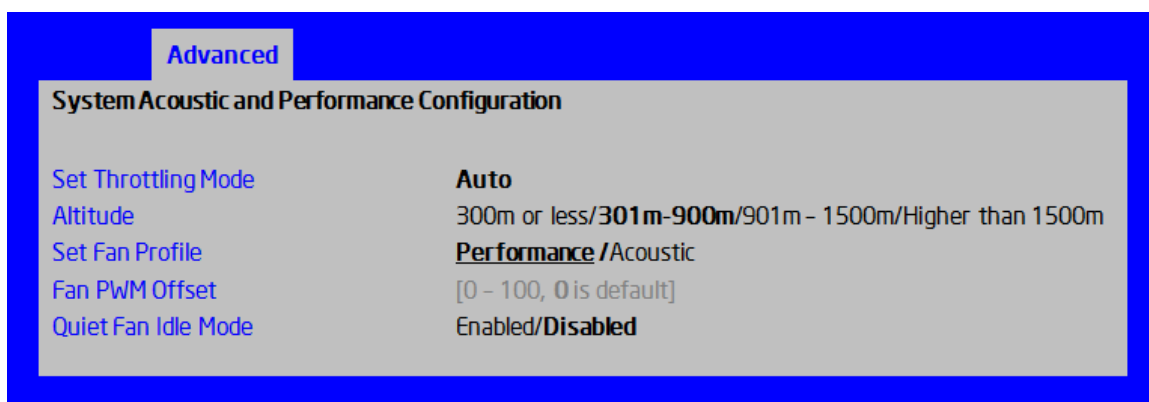 Advanced
System Acoustic and Performance Configuration
Set Throttling Mode Auto
Altitude 300m or less/301m-900m/901m – 1500m/Higher than 1500m
Set Fan Profile Performance /Acoustic
Fan PWM Offset [0 – 100, 0 is default]
Quiet Fan Idle Mode Enabled/Disabled